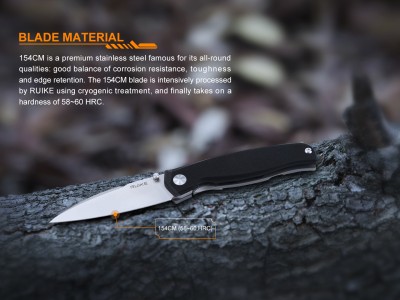 BLADE MATERIAL
154CM is a premium stainless steel famous for its all-round
qualities: good balance of corrosion resistance, toughness
and edge retention. The 154CM blade is intensively processed
by RUIKE using cryogenic treatment, and finally takes on a
hardness of 58~60 HRC.
RUIKE
154CM (58~60 HRC)